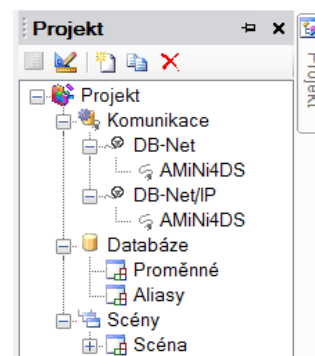 Projekt
Projekt
Projekt
Komunikace
DB-Net
AMiNi4DS
DB-Net/IP
AMiNi4DS
Databáze
Proměnné
Aliasy
Scény
Scéna